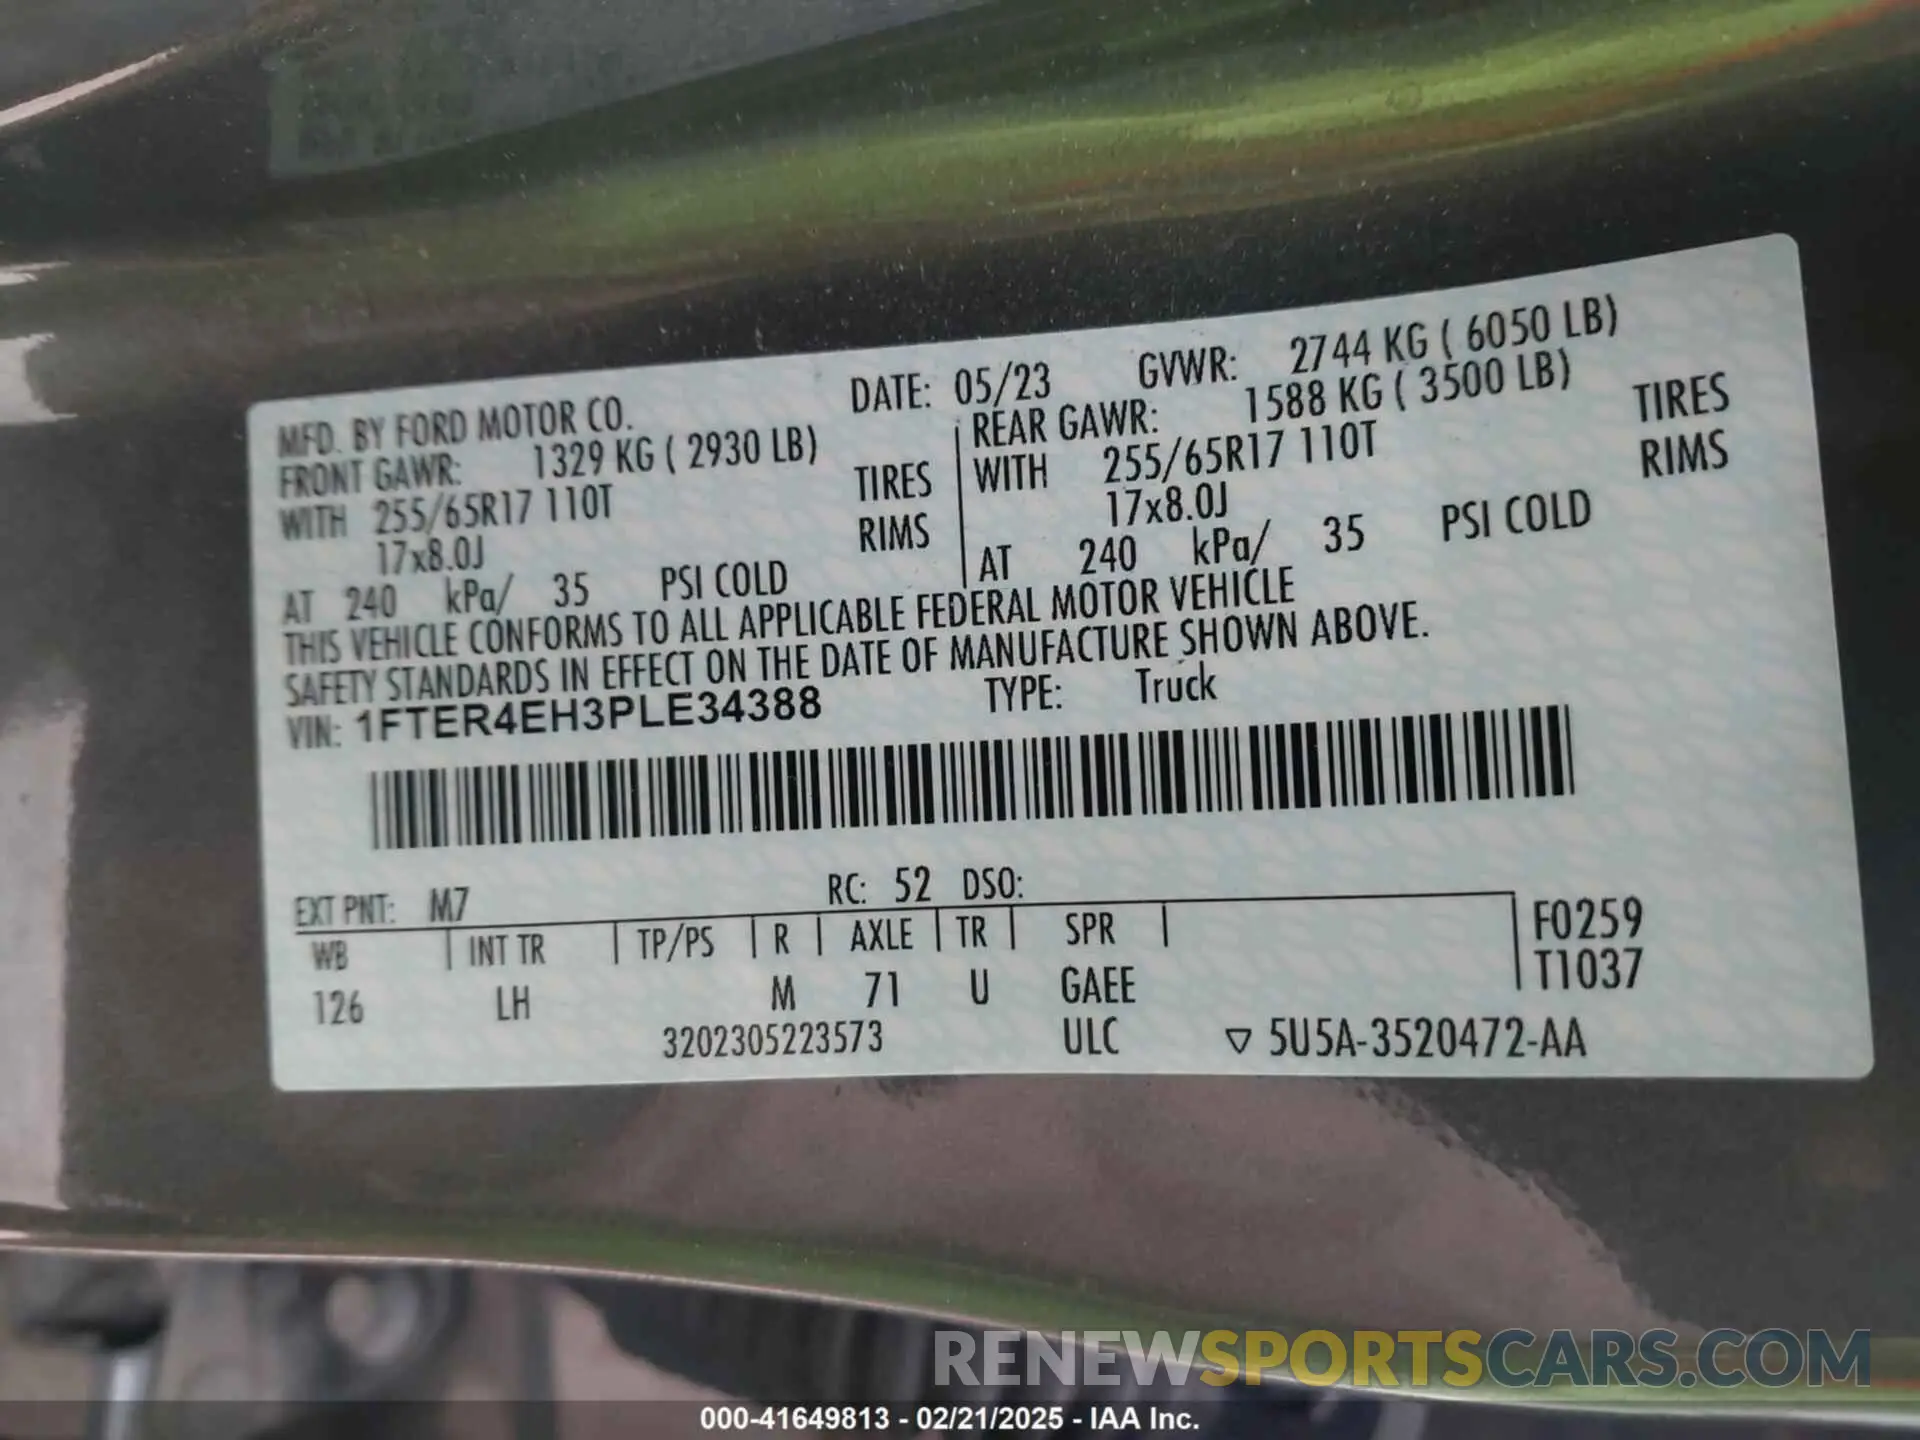 MFD. BY FORD MOTOR CO. DATE: 05/23 GVWR: 2744 KG ( 6050 LB)
FRONT GAWR: 1329 KG ( 2930 LB) REAR GAWR: 1588 KG ( 3500 LB)
WITH 255/65R17 110T TIRES WITH 255/65R17 110T TIRES
17x8.0J RIMS 17x8.0J RIMS
AT 240 kPa/ 35 PSI COLD AT 240 kPa/ 35 PSI COLD
THIS VEHICLE CONFORMS TO ALL APPLICABLE FEDERAL MOTOR VEHICLE
SAFETY STANDARDS IN EFFECT ON THE DATE OF MANUFACTURE SHOWN ABOVE.
VIN: 1FTER4EH3PLE34388 TYPE: Truck
EXT PNT: M7 RC: 52 DSO:
WB INT TR TP/PS R AXLE TR SPR F0259
126 LH M 71 U GAEE T1037
3202305223573 ULC ▽ 5U5A-3520472-AA
RENEWSPORTSCARS.COM
000-41649813 - 02/21/2025 - IAA Inc.